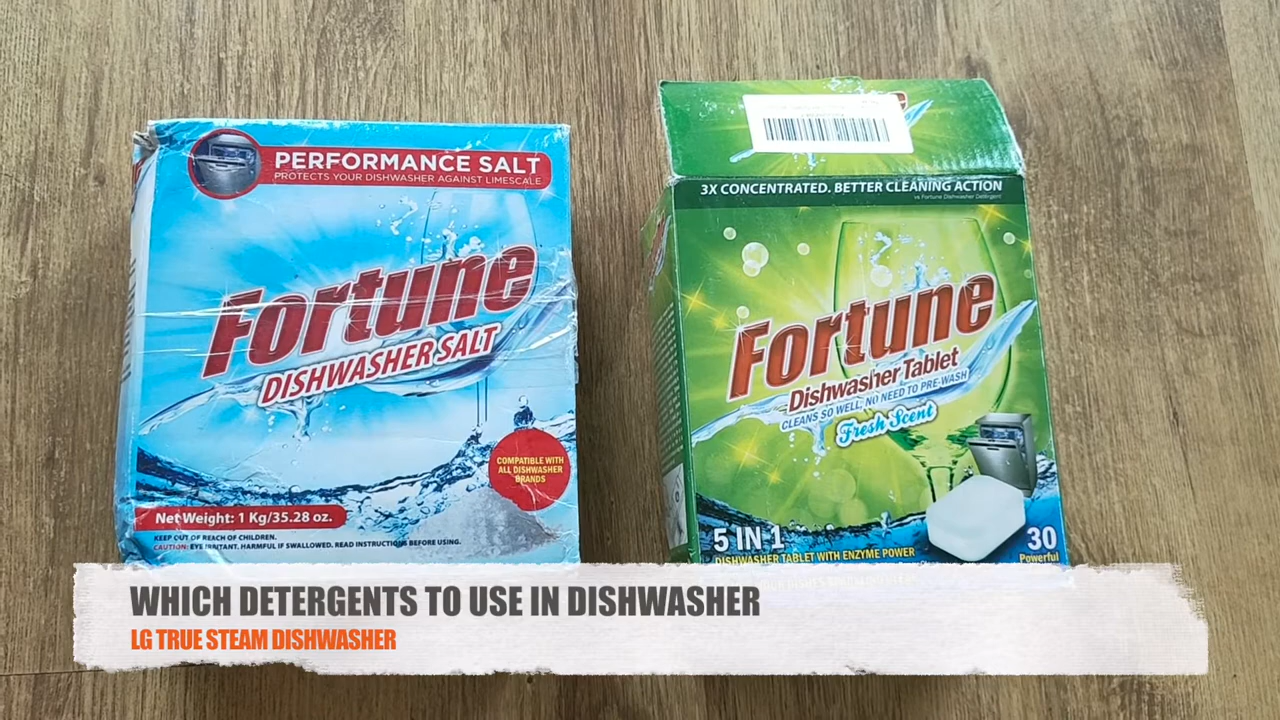 PERFORMANCE SALT
PROTECTS YOUR DISHWASHER AGAINST LIMESCALE
Fortune
DISHWASHER SALT
COMPATIBLE WITH
ALL DISHWASHER
BRANDS
Net Weight: 1 Kg/35.28 oz.
KEEP OUT OF REACH OF CHILDREN.
CAUTION: EYE IRRITANT. HARMFUL IF SWALLOWED. READ INSTRUCTIONS BEFORE USING.
3X CONCENTRATED. BETTER CLEANING ACTION
vs Fortune Dishwasher Detergent
Fortune
Dishwasher Tablet
CLEANS SO WELL, NO NEED TO PRE-WASH
Fresh Scent
5 IN 1
DISHWASHER TABLET WITH ENZYME POWER
30
Powerful
WHICH DETERGENTS TO USE IN DISHWASHER
LG TRUE STEAM DISHWASHER